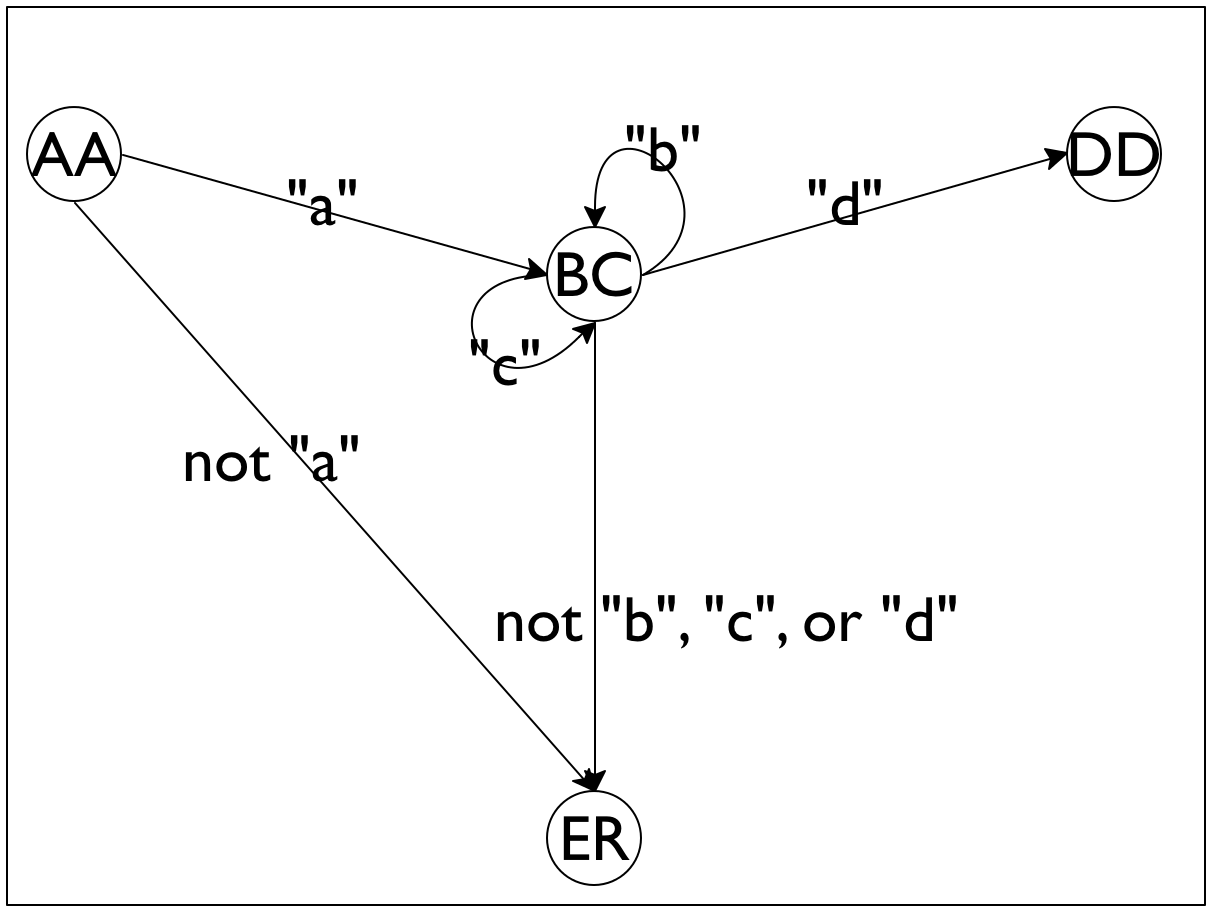 "b"
AA
DD
"a"
"d"
BC
"c"
not "a"
not "b", "c", or "d"
ER